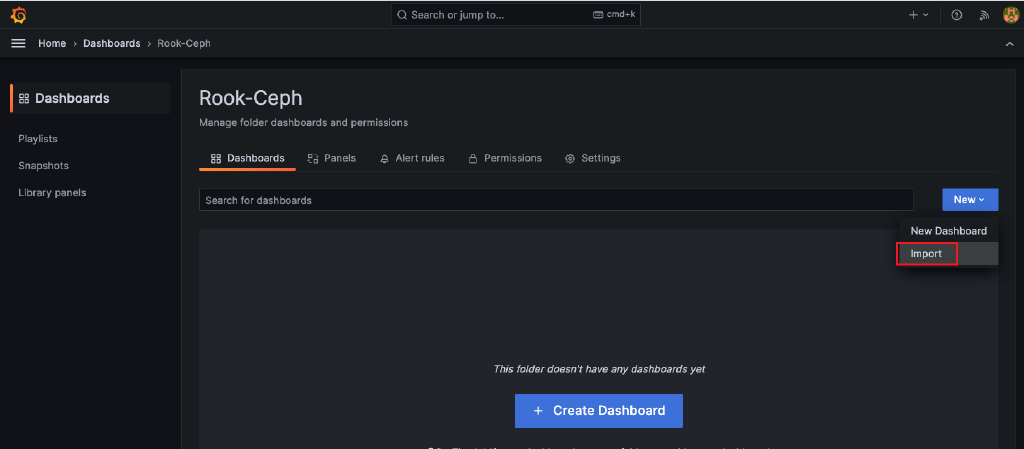 Search or jump to... cmd+k
Home › Dashboards › Rook-Ceph
Dashboards
Playlists
Snapshots
Library panels
Rook-Ceph
Manage folder dashboards and permissions
Dashboards Panels Alert rules Permissions Settings
Search for dashboards
New
New Dashboard
Import
This folder doesn't have any dashboards yet
+ Create Dashboard